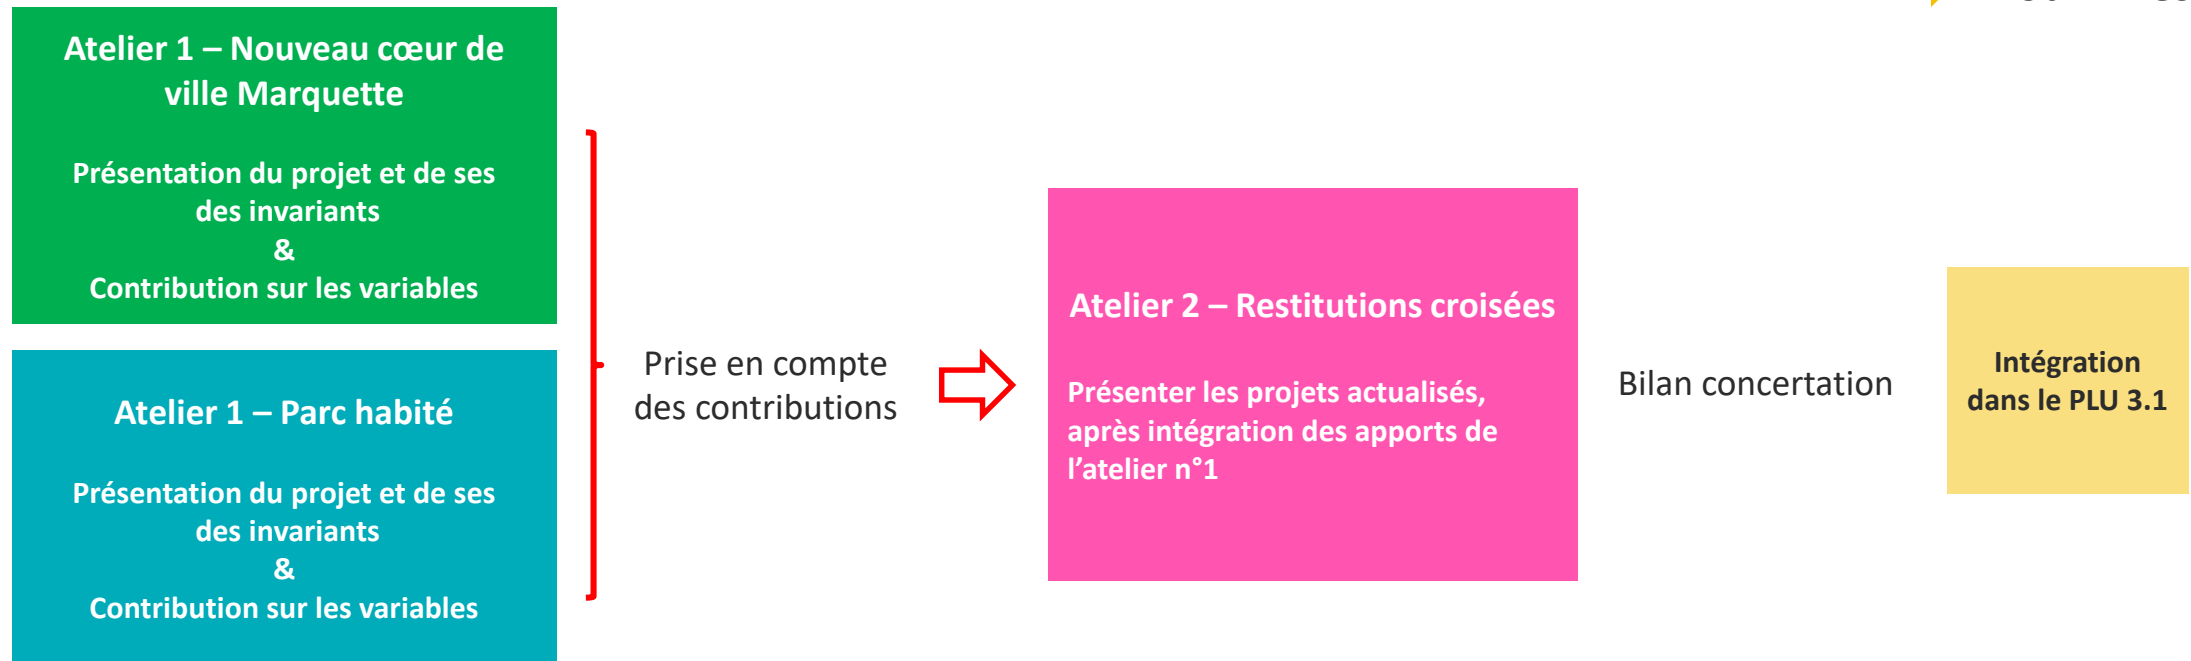 Atelier 1 – Nouveau cœur de
ville Marquette
Présentation du projet et de ses
des invariants
&
Contribution sur les variables
Atelier 1 – Parc habité
Présentation du projet et de ses
des invariants
&
Contribution sur les variables
Prise en compte
des contributions
Atelier 2 – Restitutions croisées
Présenter les projets actualisés,
après intégration des apports de
l’atelier n°1
Bilan concertation
Intégration
dans le PLU 3.1